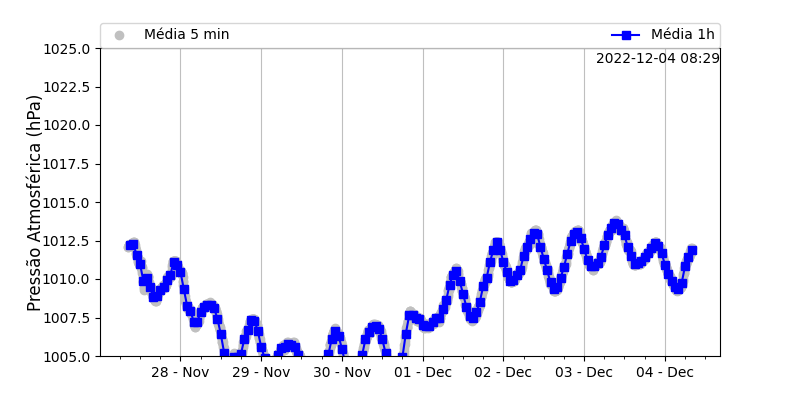 Média 5 min
Média 1h
2022-12-04 08:29
Pressão Atmosférica (hPa)
1025.0
1022.5
1020.0
1017.5
1015.0
1012.5
1010.0
1007.5
1005.0
28 - Nov
29 - Nov
30 - Nov
01 - Dec
02 - Dec
03 - Dec
04 - Dec